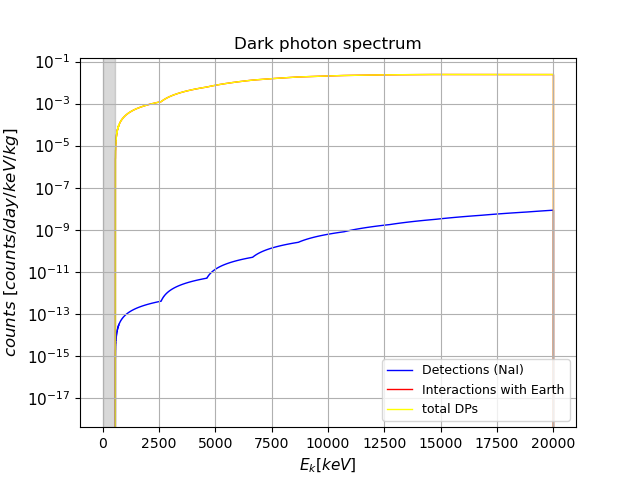 Dark photon spectrum
counts [counts/day/keV/kg]
10⁻¹
10⁻³
10⁻⁵
10⁻⁷
10⁻⁹
10⁻¹¹
10⁻¹³
10⁻¹⁵
10⁻¹⁷
Detections (NaI)
Interactions with Earth
total DPs
0 2500 5000 7500 10000 12500 15000 17500 20000
Eₖ[keV]